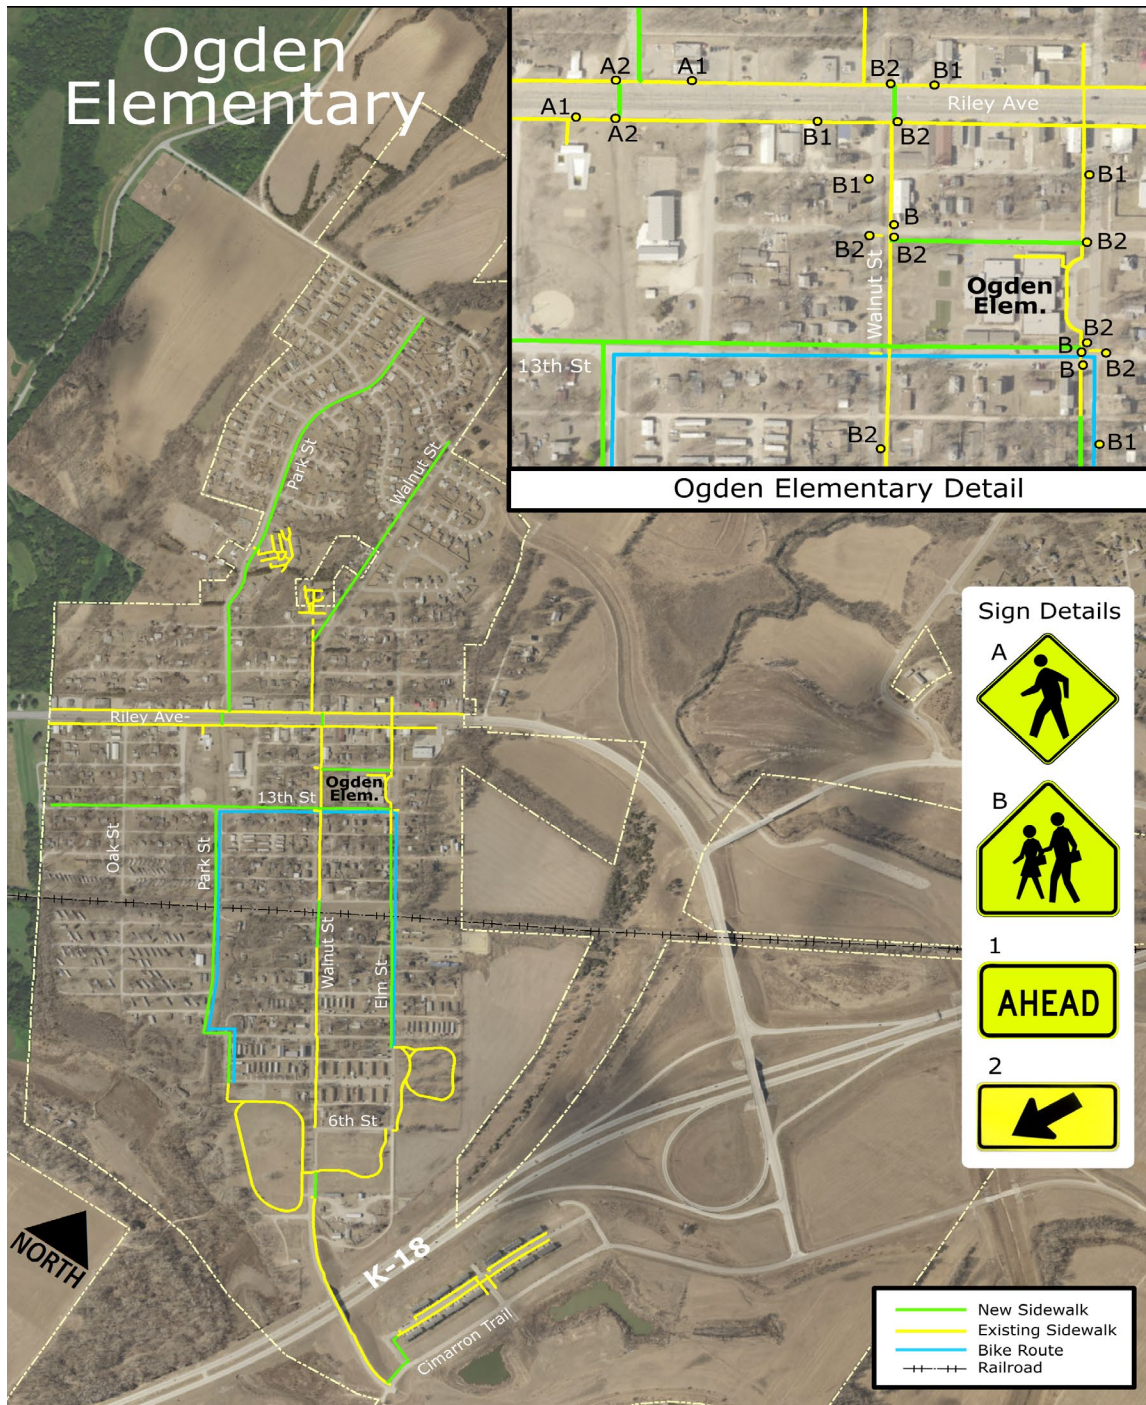 Ogden
Elementary
A2
A1
B2
B1
Riley Ave
A1
A2
B1
B2
B1
B1
B
B2
B2
B2
Walnut St
Ogden
Elem.
B2
B
B2
B
13th St
B2
B1
Ogden Elementary Detail
Park St
Walnut St
Riley Ave-
Ogden
Elem.
13th St
Oak St
Park St
Walnut St
Elm St
6th St
K-18
Cimarron Trail
NORTH
Sign Details
A
B
1
AHEAD
2
New Sidewalk
Existing Sidewalk
Bike Route
Railroad